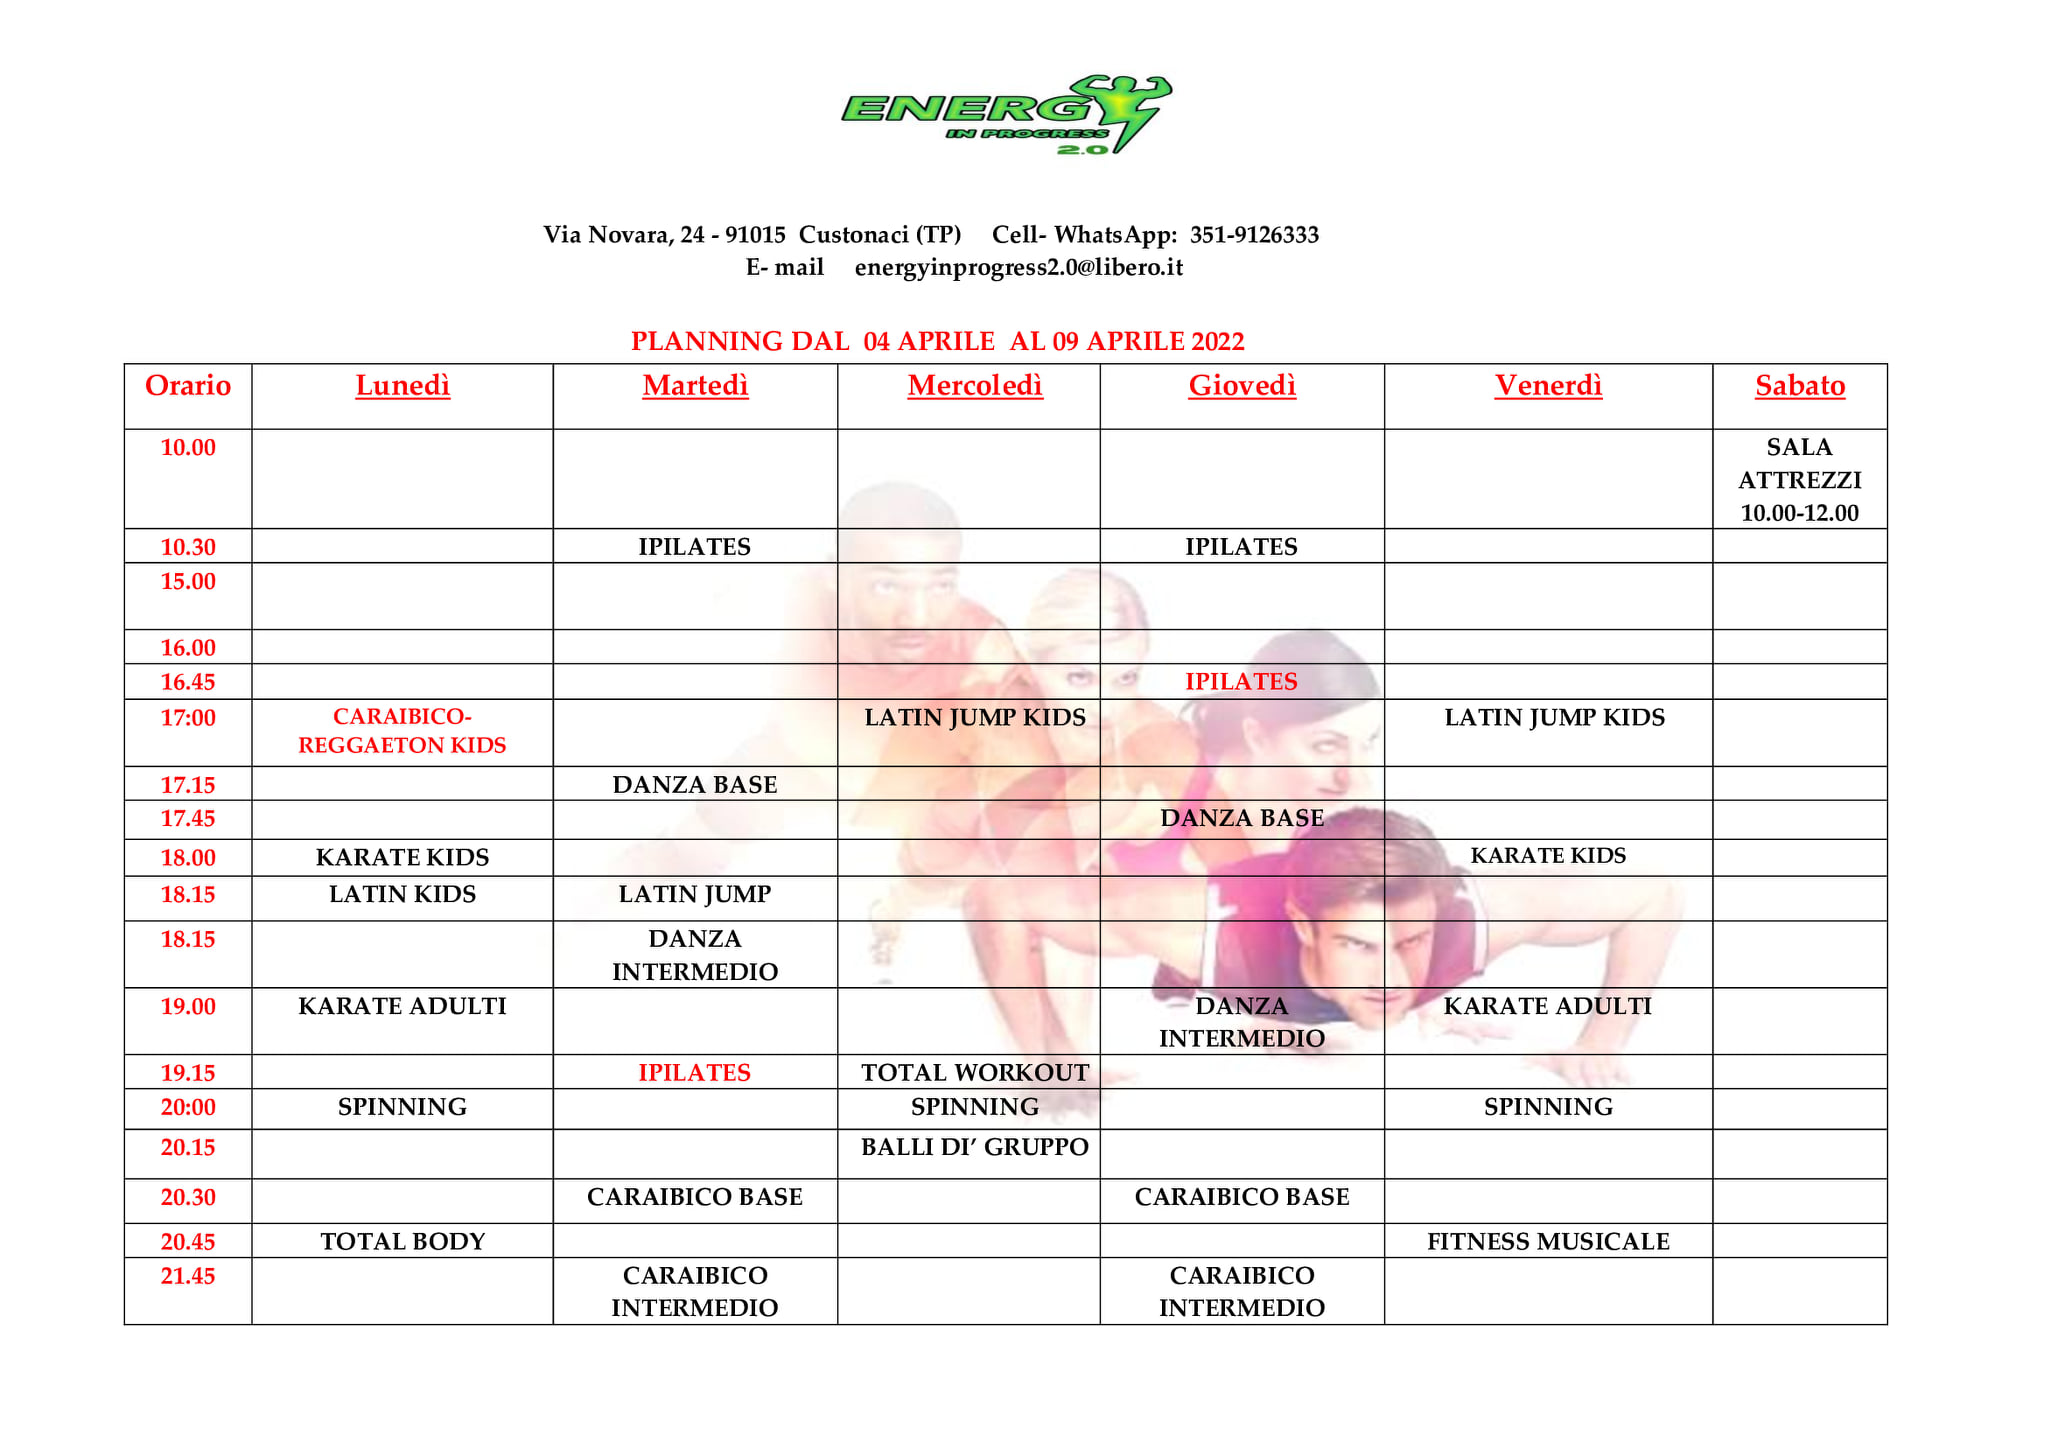 ENERGY
IN PROGRESS
2.0
Via Novara, 24 - 91015 Custonaci (TP) Cell- WhatsApp: 351-9126333
E- mail energyinprogress2.0@libero.it
PLANNING DAL 04 APRILE AL 09 APRILE 2022
Orario Lunedì Martedì Mercoledì Giovedì Venerdì Sabato
10.00 SALA
ATTREZZI
10.00-12.00
10.30 IPILATES IPILATES
15.00
16.00
16.45 IPILATES
17:00 CARAIBICO- LATIN JUMP KIDS LATIN JUMP KIDS
REGGAETON KIDS
17.15 DANZA BASE
17.45 DANZA BASE
18.00 KARATE KIDS KARATE KIDS
18.15 LATIN KIDS LATIN JUMP
18.15 DANZA
INTERMEDIO
19.00 KARATE ADULTI DANZA KARATE ADULTI
INTERMEDIO
19.15 IPILATES TOTAL WORKOUT
20:00 SPINNING SPINNING SPINNING
20.15 BALLI DI’ GRUPPO
20.30 CARAIBICO BASE CARAIBICO BASE
20.45 TOTAL BODY FITNESS MUSICALE
21.45 CARAIBICO CARAIBICO
INTERMEDIO INTERMEDIO